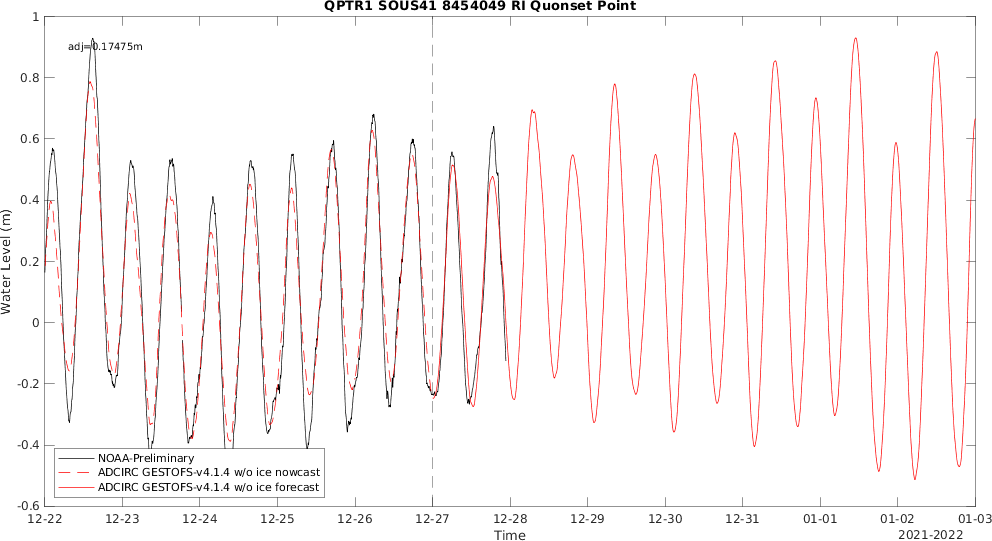 QPTR1 SOUS41 8454049 RI Quonset Point
adj=0.17475m
Water Level (m)
1
0.8
0.6
0.4
0.2
0
-0.2
-0.4
-0.6
NOAA-Preliminary
ADCIRC GESTOFS-v4.1.4 w/o ice nowcast
ADCIRC GESTOFS-v4.1.4 w/o ice forecast
12-22 12-23 12-24 12-25 12-26 12-27 12-28 12-29 12-30 12-31 01-01 01-02 01-03
Time
2021-2022